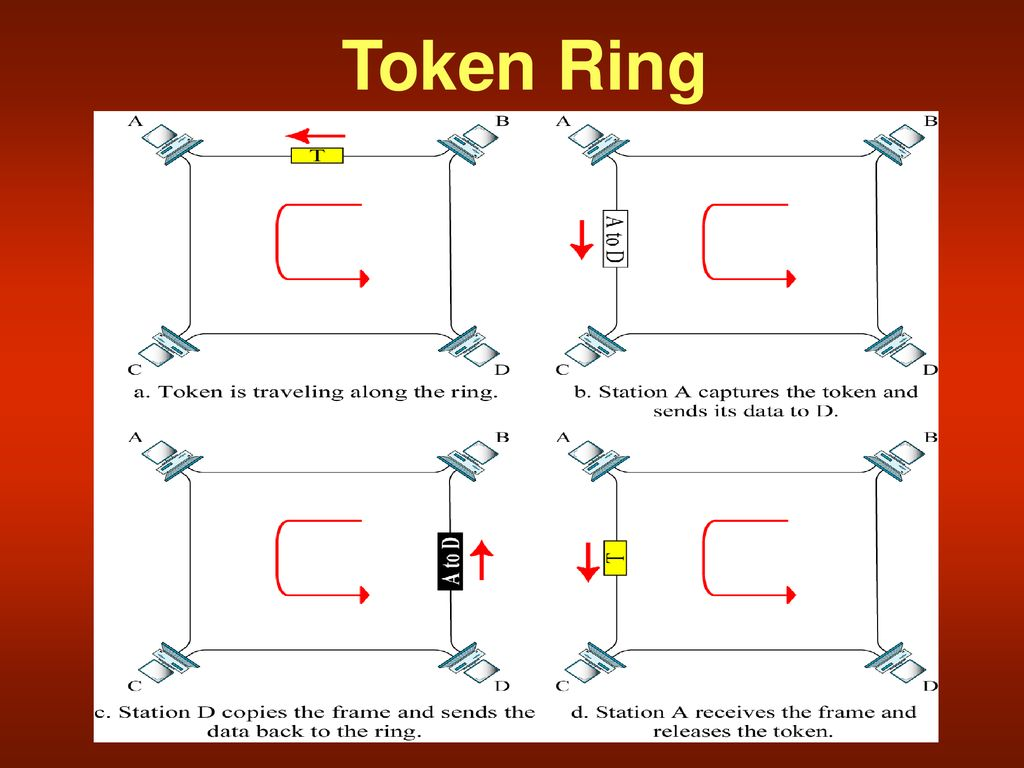 Token Ring
A
B
T
C
D
a. Token is traveling along the ring.
A
B
A to D
C
D
b. Station A captures the token and
sends its data to D.
A
B
A to D
C
D
c. Station D copies the frame and sends the
data back to the ring.
A
B
T
C
D
d. Station A receives the frame and
releases the token.